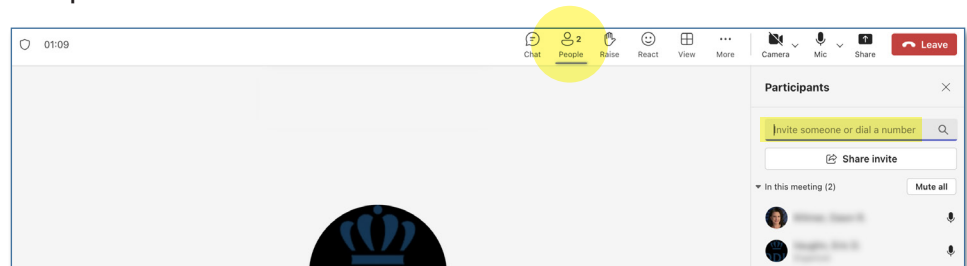 01:09
2
Chat People Raise React View More Camera Mic Share Leave
Participants
Invite someone or dial a number
Share invite
In this meeting (2) Mute all